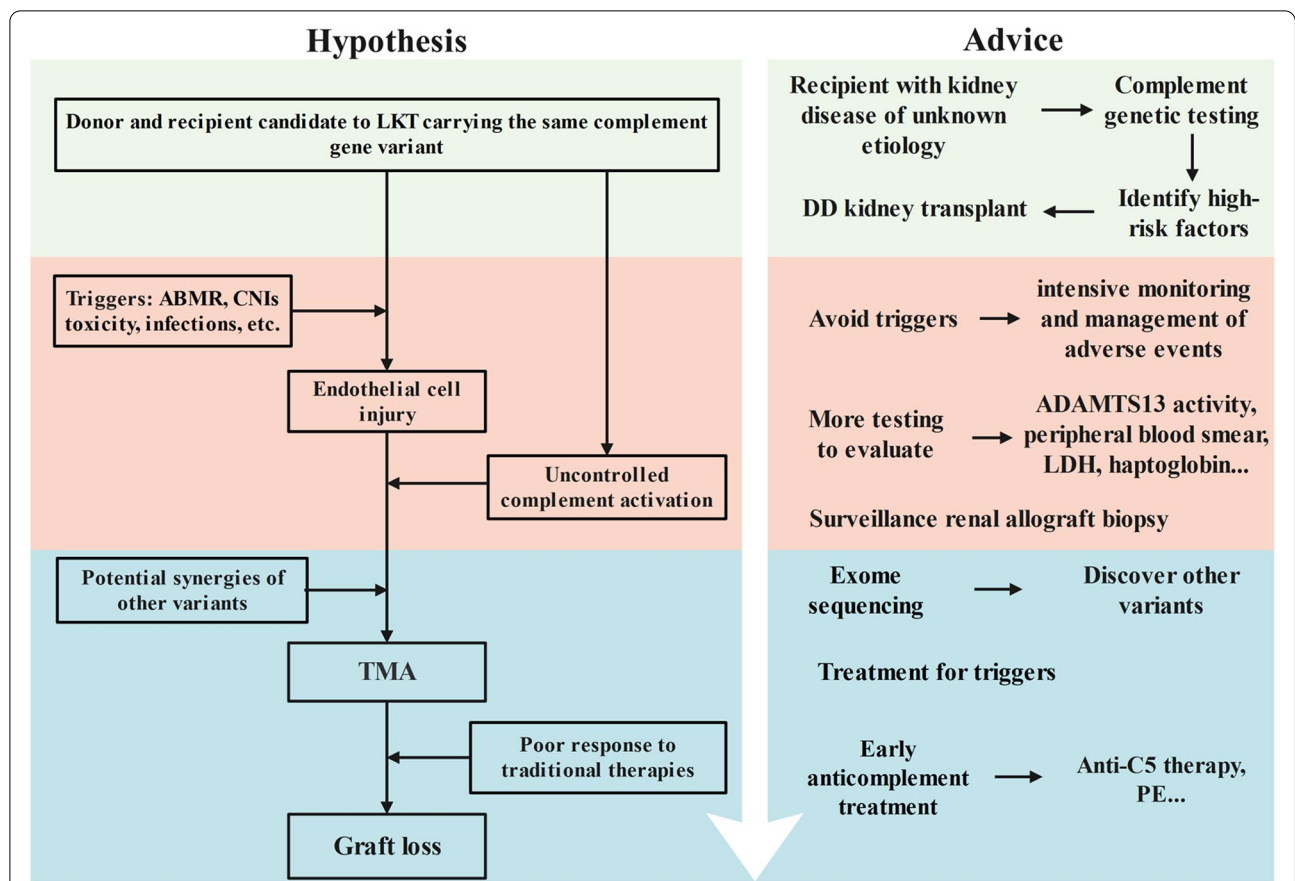 Hypothesis
Donor and recipient candidate to LKT carrying the same complement
gene variant
Triggers: ABMR, CNIs
toxicity, infections, etc.
Endothelial cell
injury
Uncontrolled
complement activation
Potential synergies of
other variants
TMA
Poor response to
traditional therapies
Graft loss
Advice
Recipient with kidney
disease of unknown
etiology
Complement
genetic testing
Identify high-
risk factors
DD kidney transplant
Avoid triggers
intensive monitoring
and management of
adverse events
More testing
to evaluate
ADAMTS13 activity,
peripheral blood smear,
LDH, haptoglobin...
Surveillance renal allograft biopsy
Exome
sequencing
Discover other
variants
Treatment for triggers
Early
anticomplement
treatment
Anti-C5 therapy,
PE...